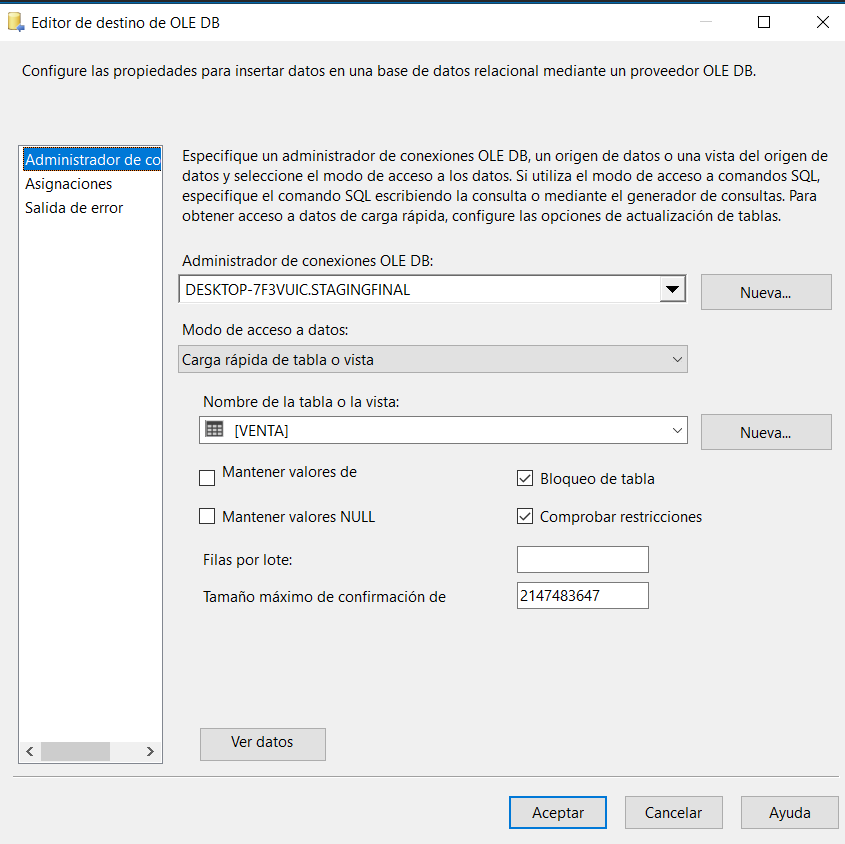 Editor de destino de OLE DB
Configure las propiedades para insertar datos en una base de datos relacional mediante un proveedor OLE DB.
Administrador de co
Asignaciones
Salida de error
Especifique un administrador de conexiones OLE DB, un origen de datos o una vista del origen de
datos y seleccione el modo de acceso a los datos. Si utiliza el modo de acceso a comandos SQL,
especifique el comando SQL escribiendo la consulta o mediante el generador de consultas. Para
obtener acceso a datos de carga rápida, configure las opciones de actualización de tablas.
Administrador de conexiones OLE DB:
DESKTOP-7F3VUIC.STAGINGFINAL
Nueva...
Modo de acceso a datos:
Carga rápida de tabla o vista
Nombre de la tabla o la vista:
[VENTA]
Nueva...
Mantener valores de
Bloqueo de tabla
Mantener valores NULL
Comprobar restricciones
Filas por lote:
Tamaño máximo de confirmación de
2147483647
Ver datos
Aceptar
Cancelar
Ayuda